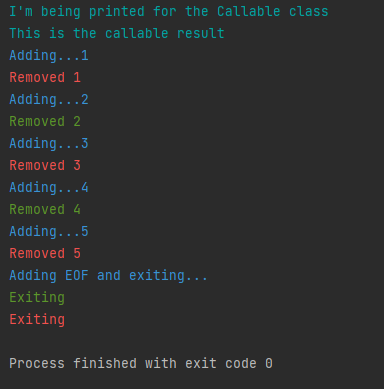 I'm being printed for the Callable class
This is the callable result
Adding...1
Removed 1
Adding...2
Removed 2
Adding...3
Removed 3
Adding...4
Removed 4
Adding...5
Removed 5
Adding EOF and exiting...
Exiting
Exiting
Process finished with exit code 0